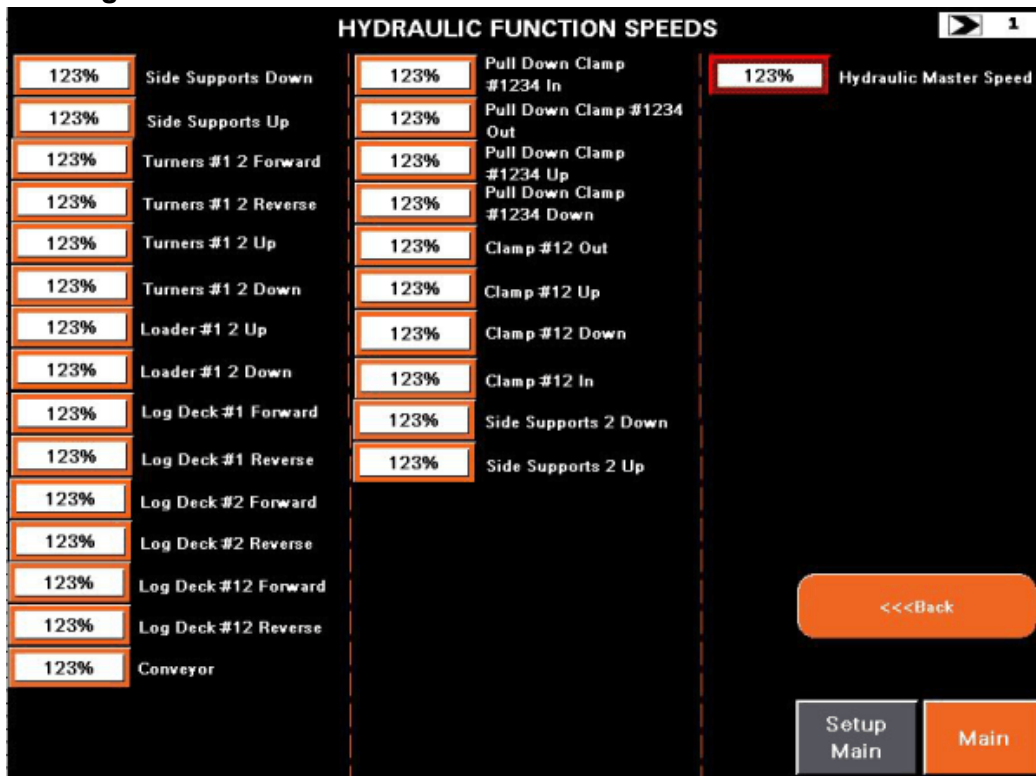 HYDRAULIC FUNCTION SPEEDS
1
123% Side Supports Down
123% Side Supports Up
123% Turners #1 2 Forward
123% Turners #1 2 Reverse
123% Turners #1 2 Up
123% Turners #1 2 Down
123% Loader #1 2 Up
123% Loader #1 2 Down
123% Log Deck #1 Forward
123% Log Deck #1 Reverse
123% Log Deck #2 Forward
123% Log Deck #2 Reverse
123% Log Deck #12 Forward
123% Log Deck #12 Reverse
123% Conveyor
123% Pull Down Clamp
#1234 In
123% Pull Down Clamp #1234
Out
123% Pull Down Clamp
#1234 Up
123% Pull Down Clamp
#1234 Down
123% Clamp #12 Out
123% Clamp #12 Up
123% Clamp #12 Down
123% Clamp #12 In
123% Side Supports 2 Down
123% Side Supports 2 Up
123% Hydraulic Master Speed
<<<Back
Setup
Main
Main